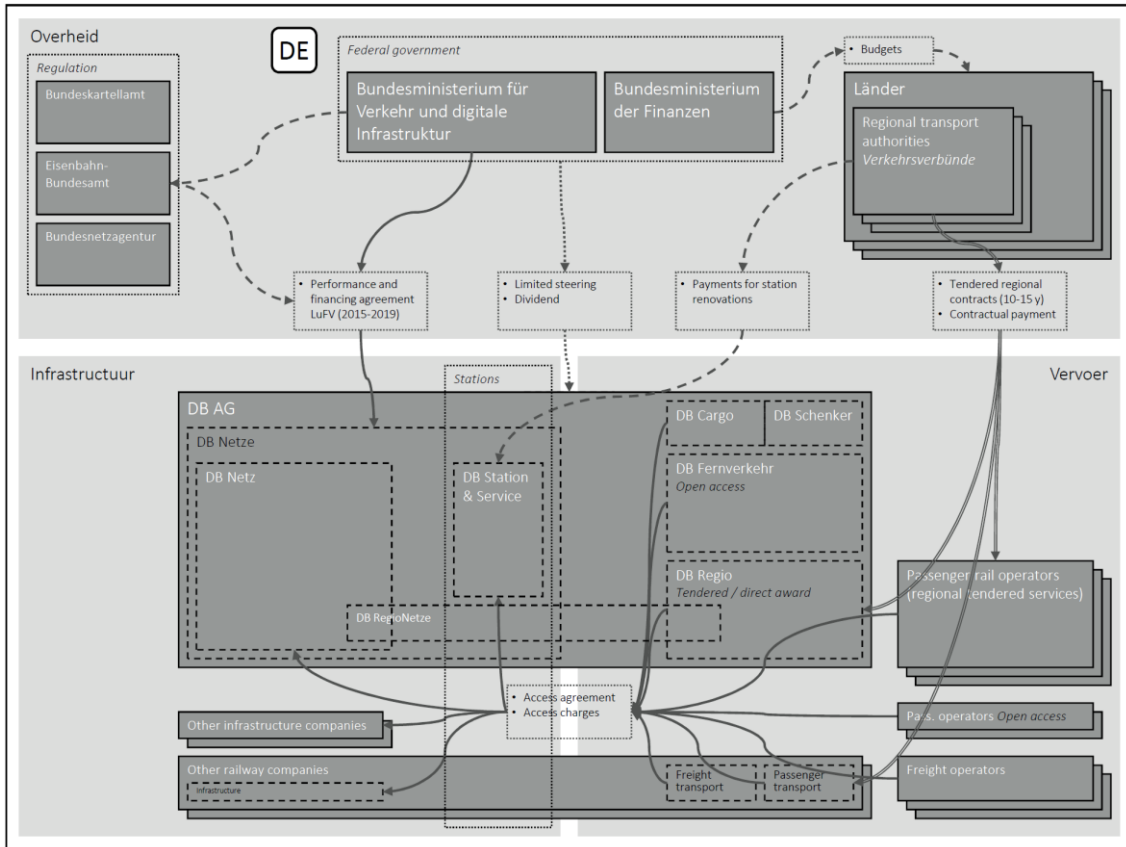 Overheid
DE
Federal government
Regulation
Bundeskartellamt
Eisenbahn-
Bundesamt
Bundesnetzagentur
Bundesministerium für
Verkehr und digitale
Infrastruktur
Bundesministerium
der Finanzen
• Budgets
Länder
Regional transport
authorities
Verkehrsverbünde
• Performance and
financing agreement
LuFV (2015-2019)
• Limited steering
• Dividend
• Payments for station
renovations
• Tendered regional
contracts (10-15 y)
• Contractual payment
Infrastructuur
Stations
Vervoer
DB AG
DB Netze
DB Netz
DB Station
& Service
DB RegioNetze
DB Cargo
DB Schenker
DB Fernverkehr
Open access
DB Regio
Tendered / direct award
Passenger rail operators
(regional tendered services)
• Access agreement
• Access charges
Other infrastructure companies
Pass. operators Open access
Other railway companies
Infrastructure
Freight
transport
Passenger
transport
Freight operators